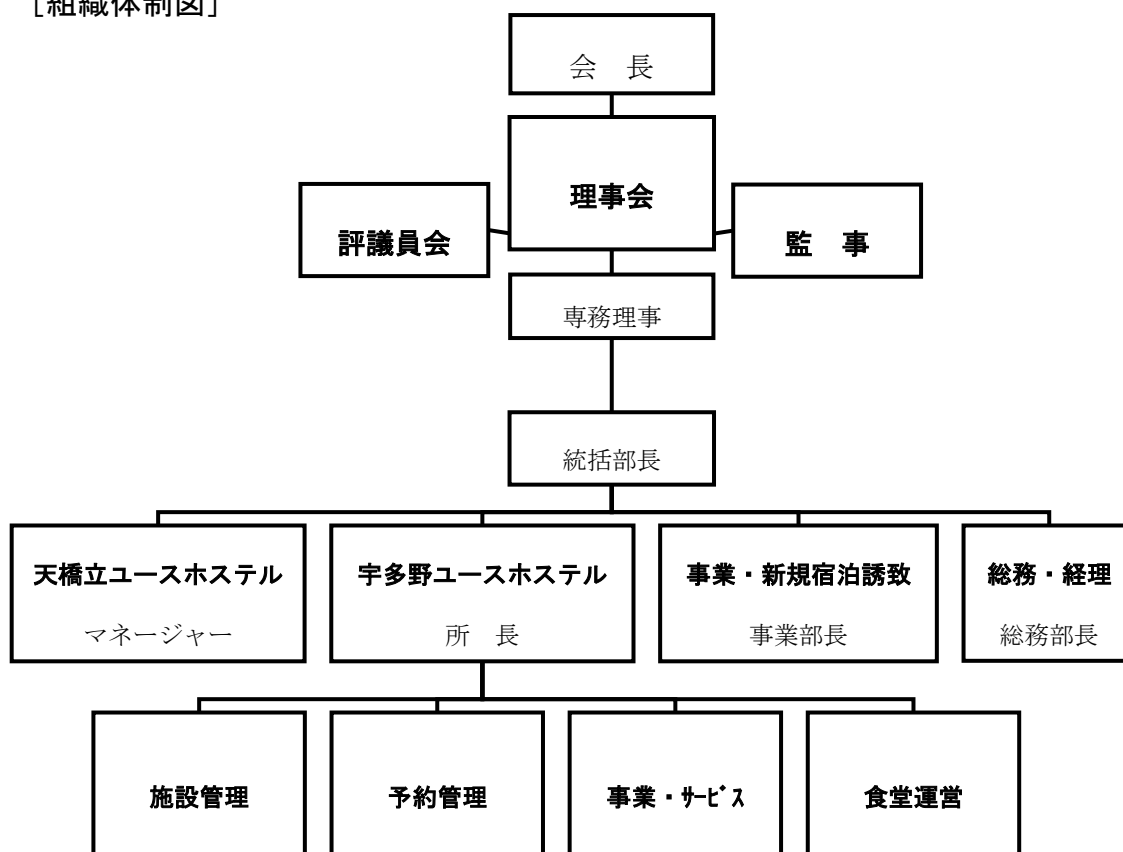 ［組織体制図］
会　長
理事会
評議員会
監　事
専務理事
統括部長
天橋立ユースホステル
マネージャー
宇多野ユースホステル
所　長
事業・新規宿泊誘致
事業部長
総務・経理
総務部長
施設管理
予約管理
事業・ｻｰﾋﾞｽ
食堂運営